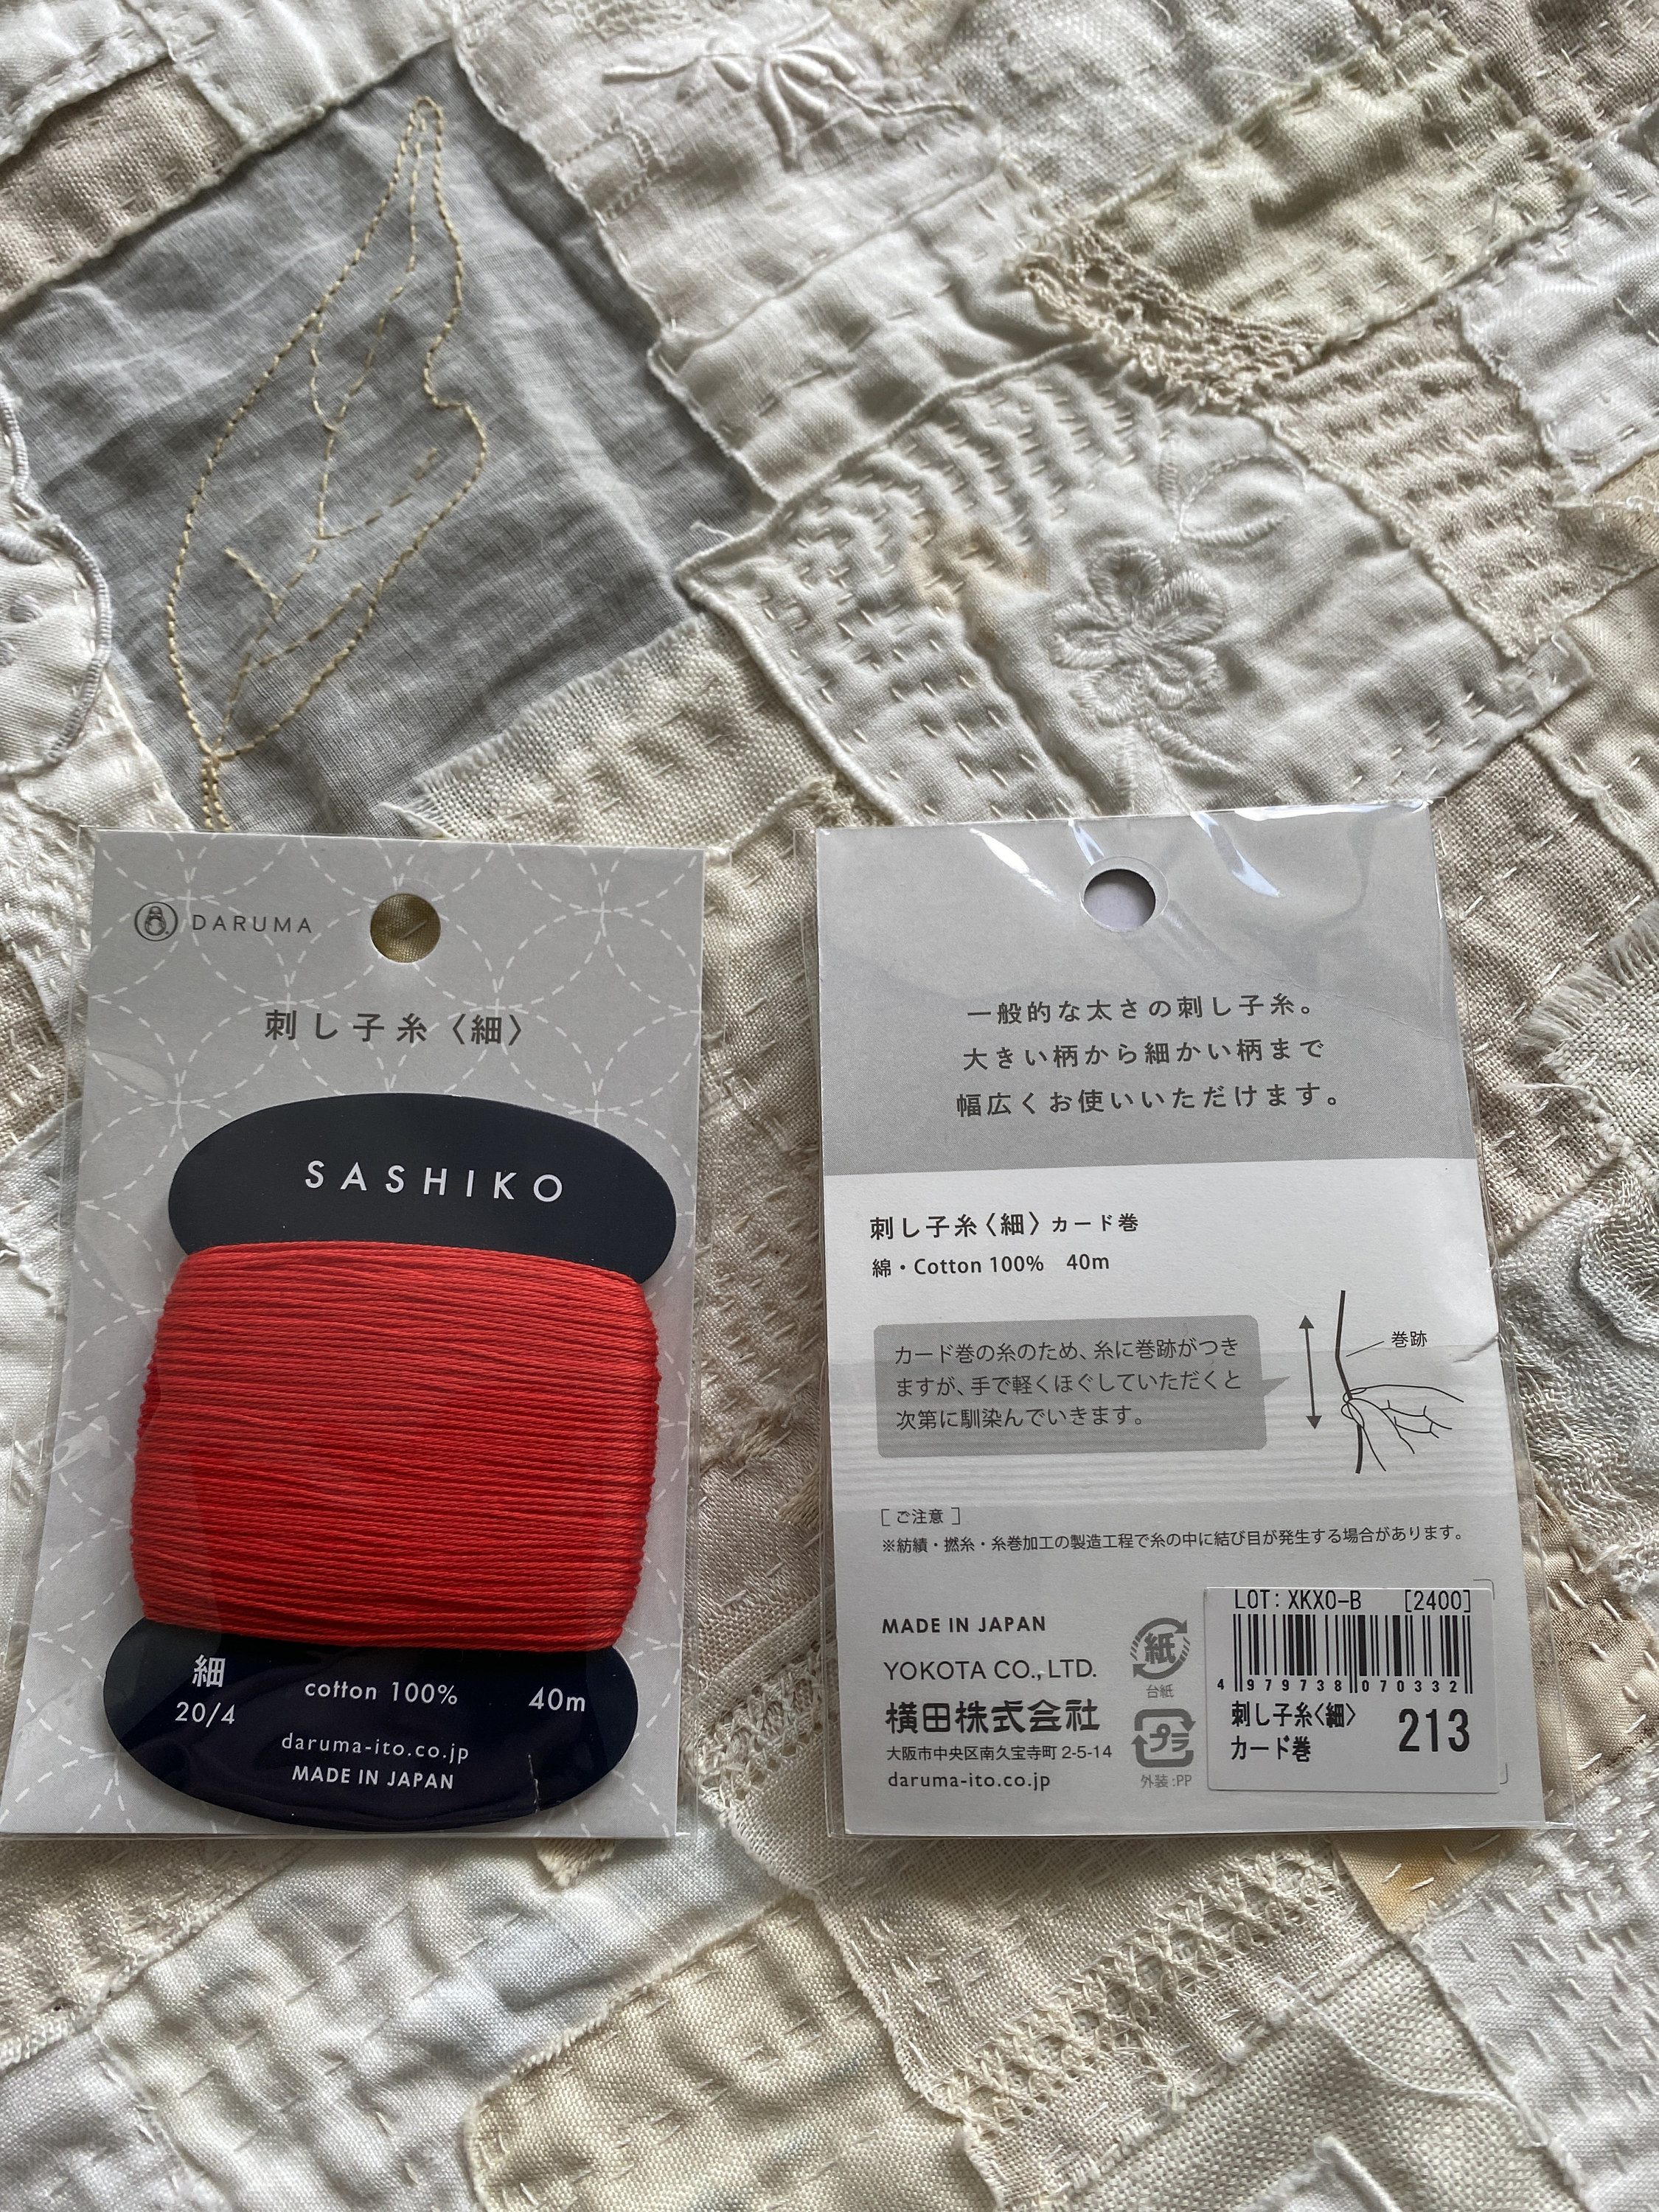 DARUMA
刺し子糸〈細〉
SASHIKO
細
20/4
cotton 100%
40m
daruma-ito.co.jp
MADE IN JAPAN
一般的な太さの刺し子糸。
大きい柄から細かい柄まで
幅広くお使いいただけます。
刺し子糸〈細〉カード巻
綿・Cotton 100% 40m
カード巻の糸のため、糸に巻跡がつき
ますが、手で軽くほぐしていただくと
次第に馴染んでいきます。
巻跡
[ ご注意 ]
※紡績・撚糸・糸巻加工の製造工程で糸の中に結び目が発生する場合があります。
MADE IN JAPAN
YOKOTA CO., LTD.
横田株式会社
大阪市中央区南久宝寺町 2-5-14
daruma-ito.co.jp
紙
台紙
プラ
外装:PP
LOT: XKXO-B [2400]
4 979738 070332
刺し子糸<細>
カード巻
213